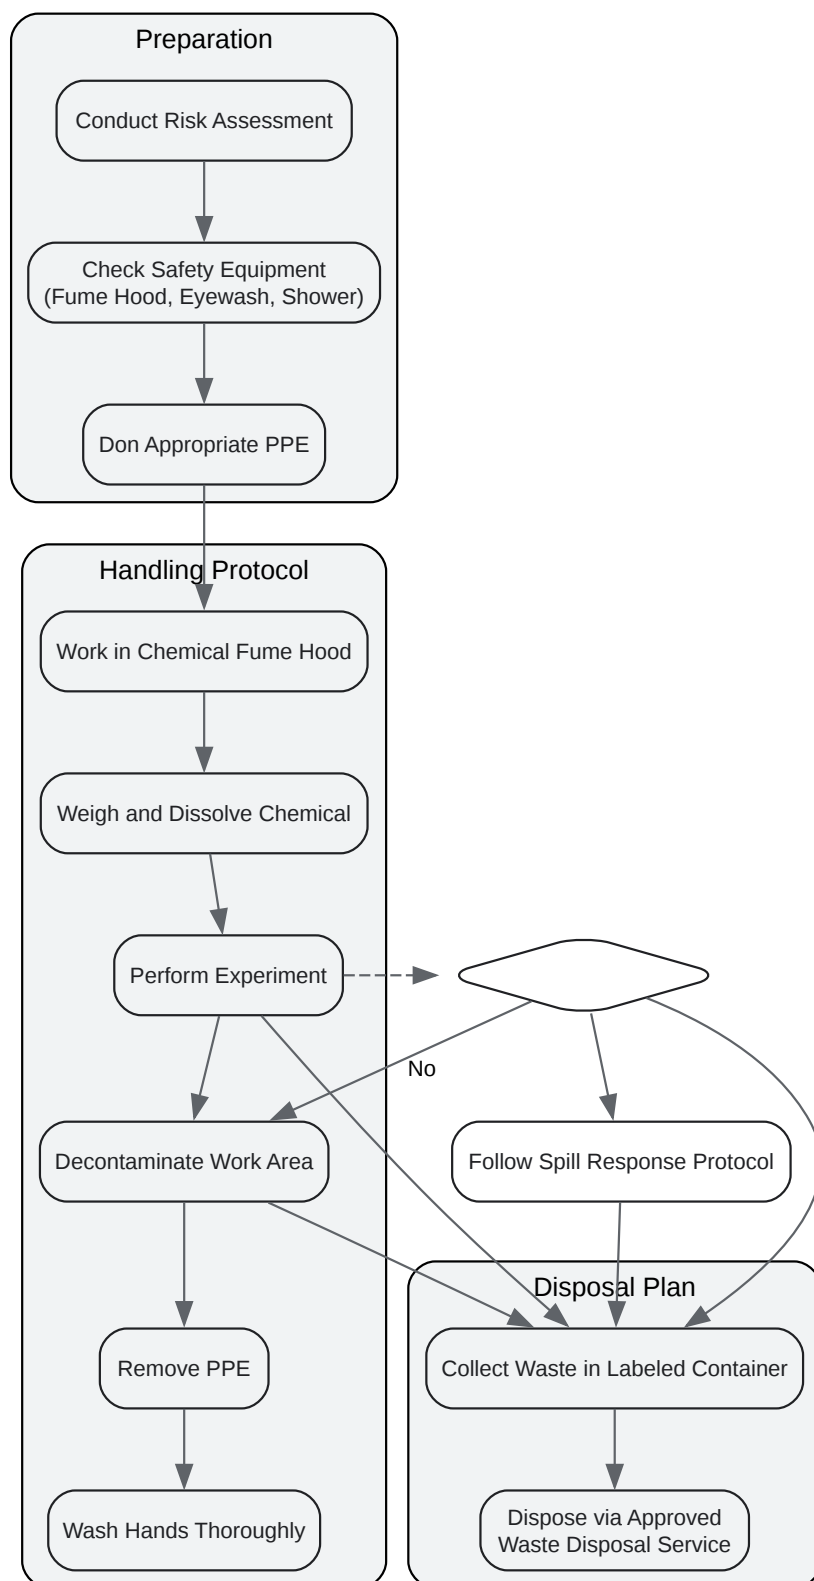 Preparation
Conduct Risk Assessment
Check Safety Equipment
(Fume Hood, Eyewash, Shower)
Don Appropriate PPE
Handling Protocol
Work in Chemical Fume Hood
Weigh and Dissolve Chemical
Perform Experiment
No
Decontaminate Work Area
Follow Spill Response Protocol
Disposal Plan
Remove PPE
Collect Waste in Labeled Container
Wash Hands Thoroughly
Dispose via Approved
Waste Disposal Service